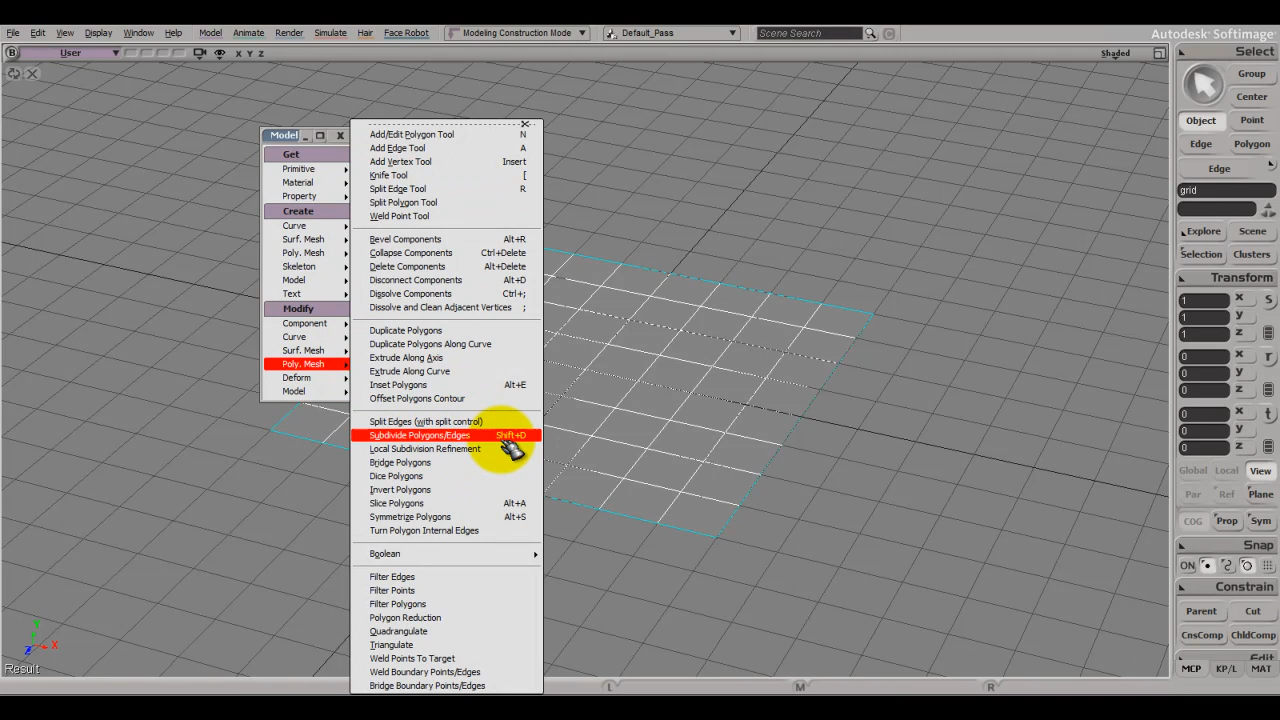 File Edit View Display Window Help Model Animate Render Simulate Hair Face Robot Modeling Construction Mode Default_Pass Scene Search Autodesk Softimage
B User X Y Z Shaded
Model
Get
Primitive
Material
Property
Create
Curve
Surf. Mesh
Poly. Mesh
Skeleton
Model
Text
Modify
Component
Curve
Surf. Mesh
Poly. Mesh
Deform
Model
Add/Edit Polygon Tool N
Add Edge Tool A
Add Vertex Tool Insert
Knife Tool [
Split Edge Tool R
Split Polygon Tool
Weld Point Tool
Bevel Components Alt+R
Collapse Components Ctrl+Delete
Delete Components Alt+Delete
Disconnect Components Alt+D
Dissolve Components Ctrl+;
Dissolve and Clean Adjacent Vertices ;
Duplicate Polygons
Duplicate Polygons Along Curve
Extrude Along Axis
Extrude Along Curve
Inset Polygons Alt+E
Offset Polygons Contour
Split Edges (with split control)
Subdivide Polygons/Edges Shift+D
Local Subdivision Refinement
Bridge Polygons
Dice Polygons
Invert Polygons
Slice Polygons Alt+A
Symmetrize Polygons Alt+S
Turn Polygon Internal Edges
Boolean
Filter Edges
Filter Points
Filter Polygons
Polygon Reduction
Quadrangulate
Triangulate
Weld Points To Target
Weld Boundary Points/Edges
Bridge Boundary Points/Edges
Select
Group
Center
Object Point
Edge Polygon
Edge
grid
Explore Scene
Selection Clusters
Transform
1 x s
1 y
1 z
0 x r
0 y
0 z
0 x t
0 y
0 z
Global Local View
Par Ref Plane
COG Prop Sym
Snap
ON
Constrain
Parent Cut
CnsComp ChldComp
Edit
MCP KP/L MAT
Y
Z X
Result
L M R